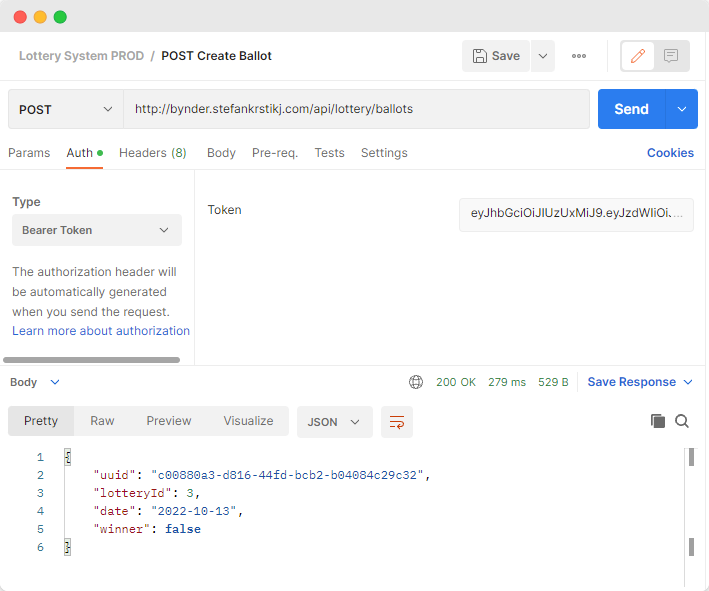 Lottery System PROD / POST Create Ballot
Save
POST
http://bynder.stefankrstikj.com/api/lottery/ballots
Send
Params Auth Headers (8) Body Pre-req. Tests Settings Cookies
Type
Bearer Token
The authorization header will
be automatically generated
when you send the request.
Learn more about authorization
Token
eyJhbGciOiJIUzUxMiJ9.eyJzdWIiOi...
Body
200 OK 279 ms 529 B Save Response
Pretty Raw Preview Visualize JSON
1 {
2 "uuid": "c00880a3-d816-44fd-bcb2-b04084c29c32",
3 "lotteryId": 3,
4 "date": "2022-10-13",
5 "winner": false
6 }